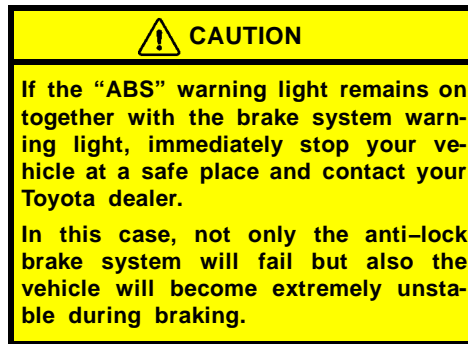 CAUTION
If the “ABS” warning light remains on
together with the brake system warn-
ing light, immediately stop your ve-
hicle at a safe place and contact your
Toyota dealer.
In this case, not only the anti–lock
brake system will fail but also the
vehicle will become extremely unsta-
ble during braking.